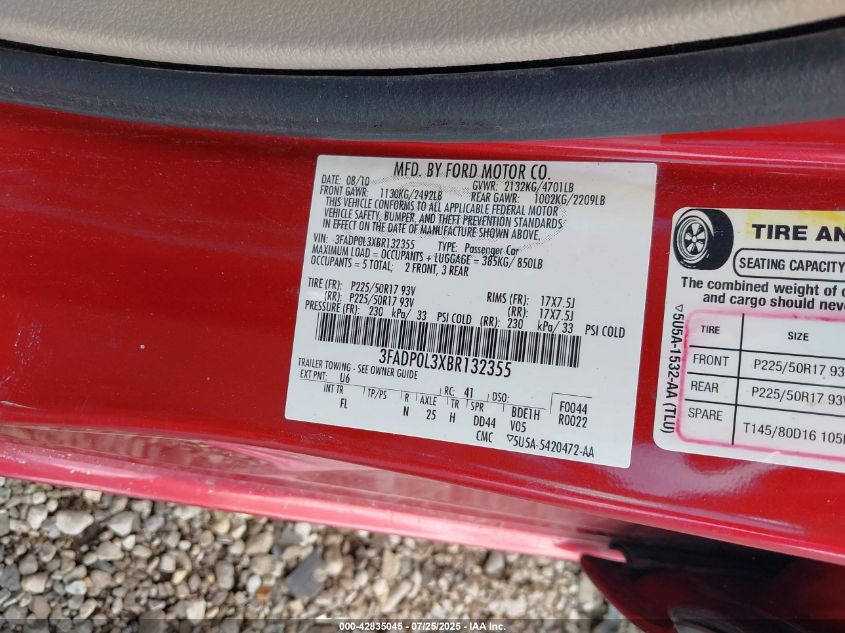 MFD. BY FORD MOTOR CO.
DATE: 08/10 GVWR: 2132KG/4701LB
FRONT GAWR: 1130KG/2492LB REAR GAWR: 1002KG/2209LB
THIS VEHICLE CONFORMS TO ALL APPLICABLE FEDERAL MOTOR
VEHICLE SAFETY, BUMPER, AND THEFT PREVENTION STANDARDS
IN EFFECT ON THE DATE OF MANUFACTURE SHOWN ABOVE.
VIN: 3FADP0L3XBR132355 TYPE: Passenger Car
MAXIMUM LOAD = OCCUPANTS + LUGGAGE = 385KG/ 850LB
OCCUPANTS = 5 TOTAL; 2 FRONT, 3 REAR
TIRE (FR): P225/50R17 93V RIMS (FR): 17X7.5J
(RR): P225/50R17 93V (RR): 17X7.5J
PRESSURE (FR): 230 kPa/ 33 PSI COLD (RR): 230 kPa/ 33 PSI COLD
3FADP0L3XBR132355
TRAILER TOWING - SEE OWNER GUIDE
EXT PNT: U6 RC: 41 DSO:
INT TR TP/PS R AXLE TR SPR BDETH F0044
FL N 25 H DD44 V05 R0022
CMC ▽5U5A-5420472-AA
TIRE AN
SEATING CAPACITY
The combined weight of
and cargo should neve
TIRE SIZE
FRONT P225/50R17 93
REAR P225/50R17 93V
SPARE T145/80D16 105
▽5U5A-1532-AA (TLU)
000-42835045 - 07/25/2025 - IAA Inc.